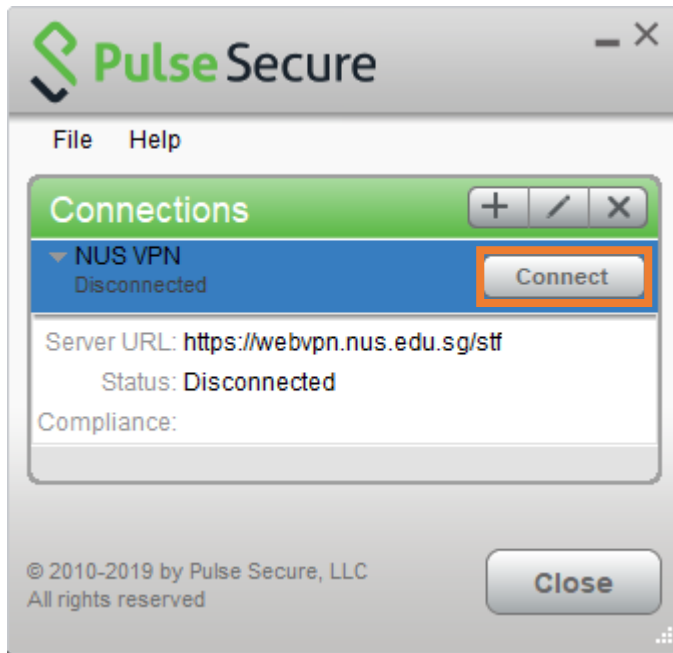 Pulse Secure
File Help
Connections
NUS VPN
Connect
Disconnected
Server URL: https://webvpn.nus.edu.sg/stf
Status: Disconnected
Compliance:
© 2010-2019 by Pulse Secure, LLC
All rights reserved
Close